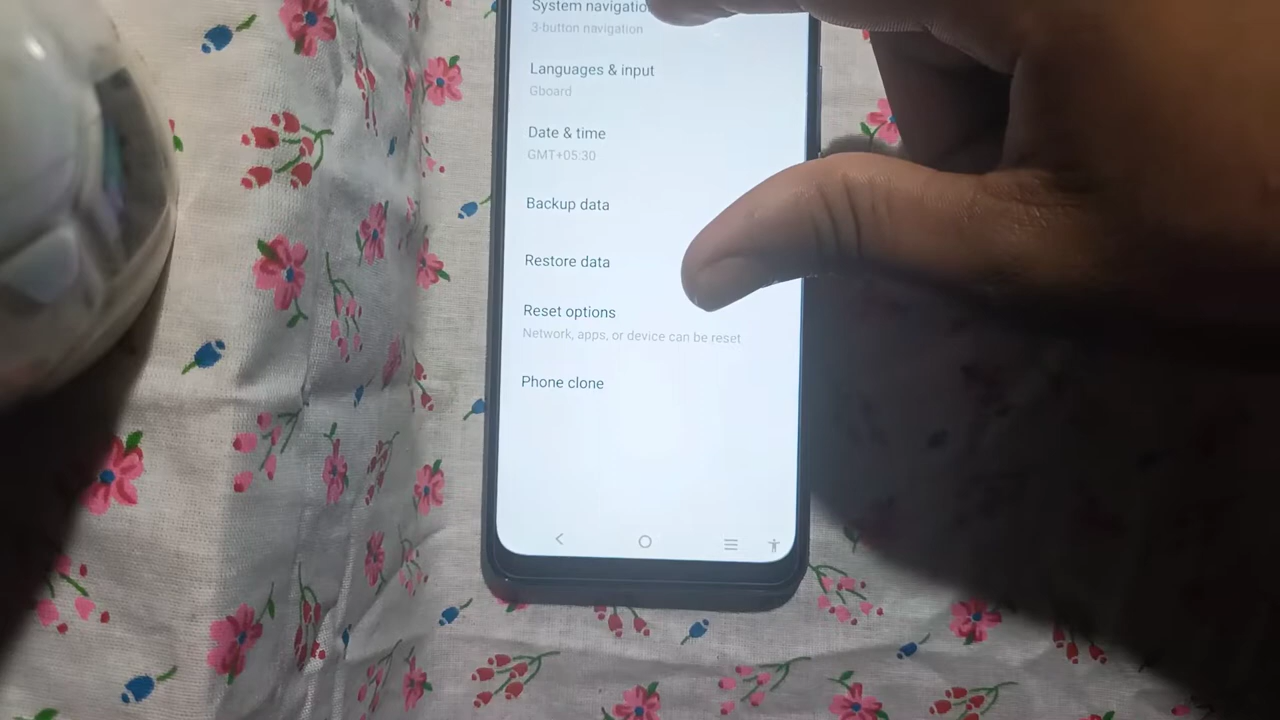 System
3-button navigation
Languages & input
Gboard
Date & time
GMT+05:30
Backup data
Restore data
Reset options
Network, apps, or device can be reset
Phone clone